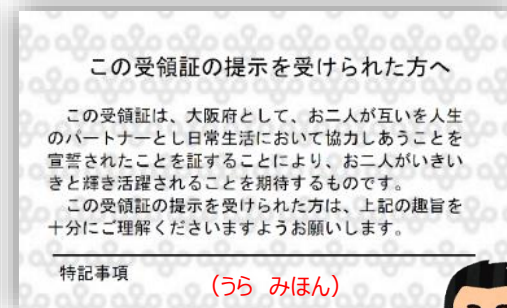 この受領証の提示を受けられた方へ
この受領証は、大阪府として、お二人が互いを人生
のパートナーとし日常生活において協力しあうことを
宣誓されたことを証することにより、お二人がいきい
きと輝き活躍されることを期待するものです。
この受領証の提示を受けられた方は、上記の趣旨を
十分にご理解くださいますようお願いします。
特記事項
(うら みほん)